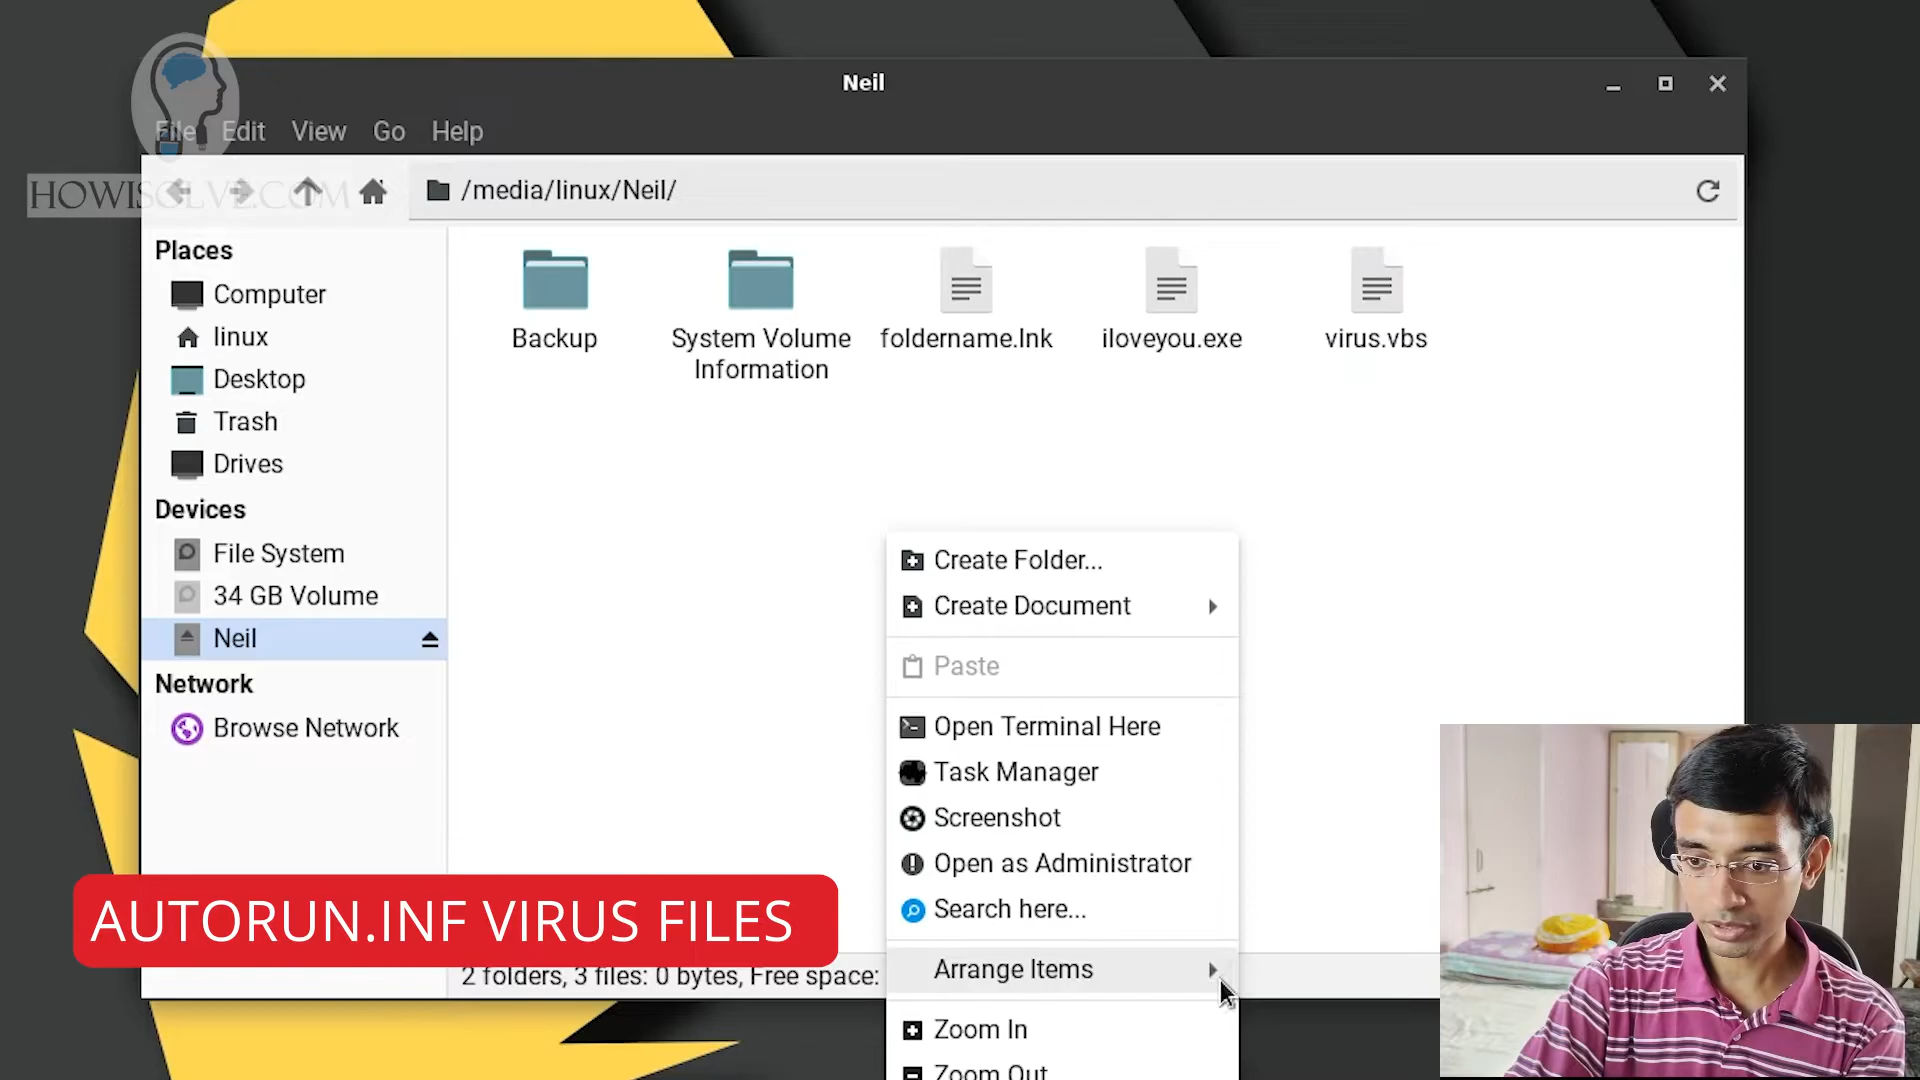 Neil
File Edit View Go Help
HOWISOLVE.COM
/media/linux/Neil/
Places
Computer
linux
Desktop
Trash
Drives
Devices
File System
34 GB Volume
Neil
Network
Browse Network
Backup
System Volume
Information
foldername.lnk
iloveyou.exe
virus.vbs
Create Folder...
Create Document
Paste
Open Terminal Here
Task Manager
Screenshot
Open as Administrator
Search here...
Arrange Items
Zoom In
Zoom Out
AUTORUN.INF VIRUS FILES
2 folders, 3 files: 0 bytes, Free space: